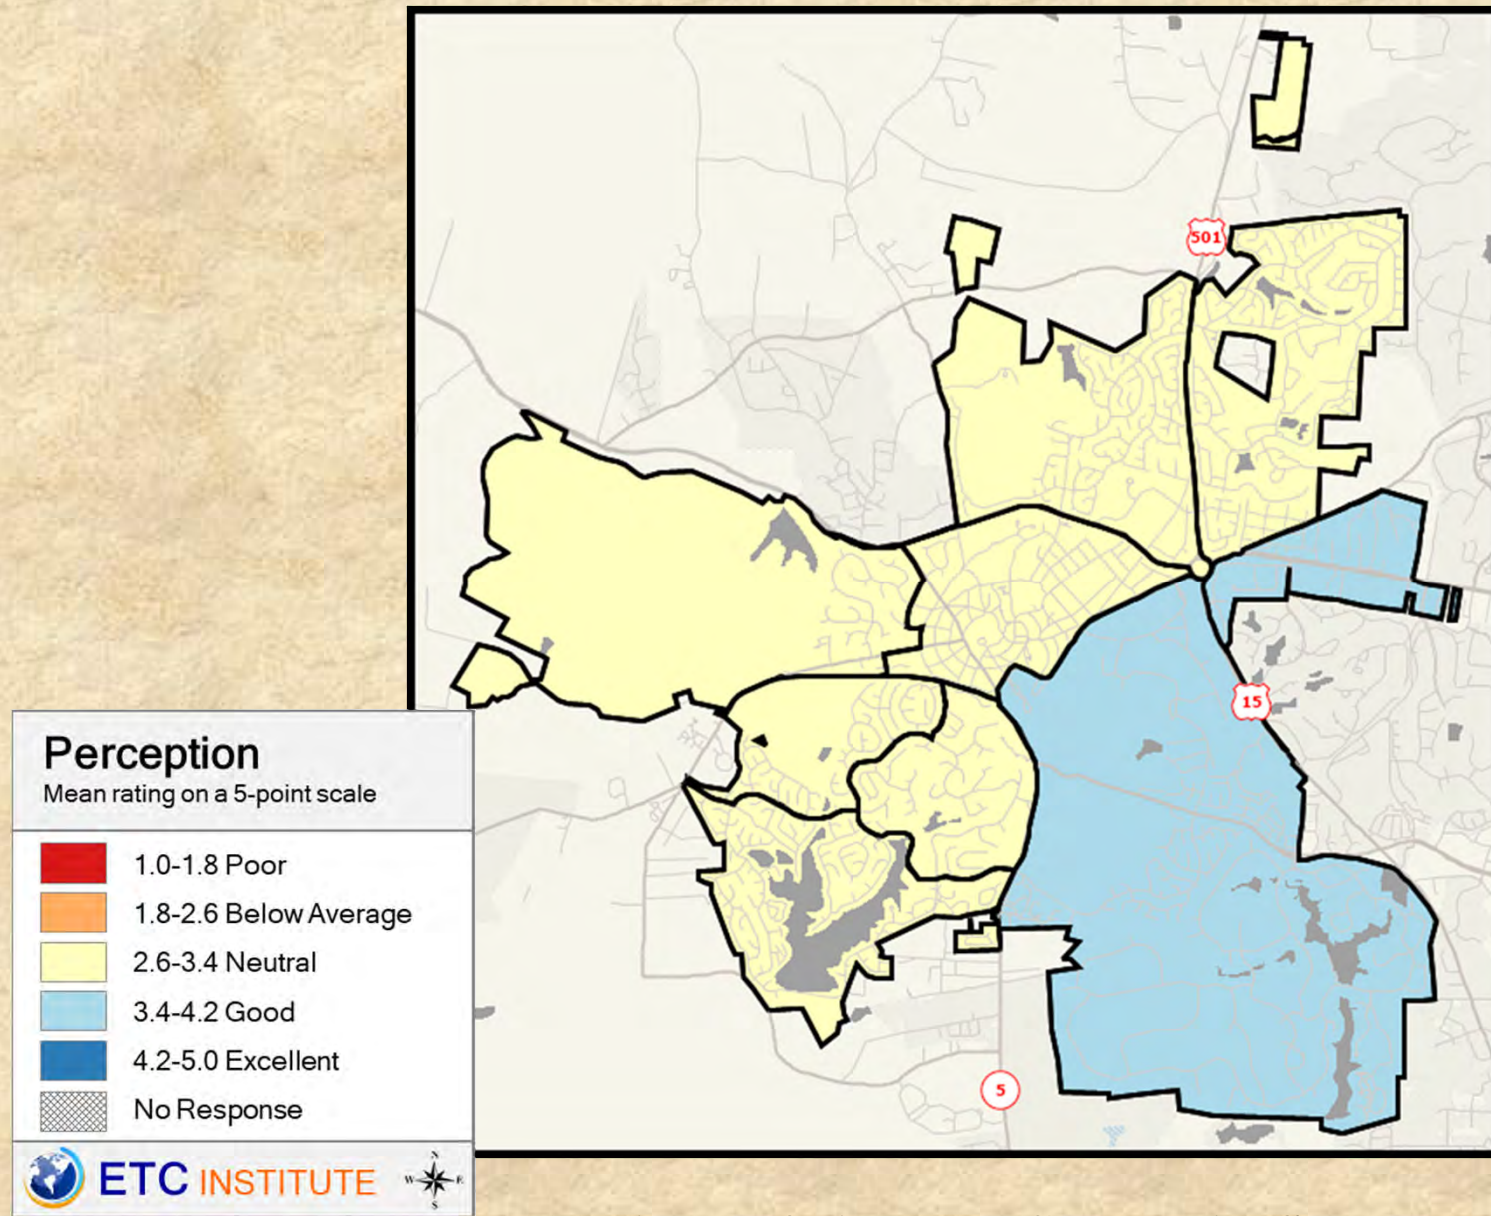 501
15
5
Perception
Mean rating on a 5-point scale
1.0-1.8 Poor
1.8-2.6 Below Average
2.6-3.4 Neutral
3.4-4.2 Good
4.2-5.0 Excellent
No Response
ETC INSTITUTE
N
W E
S